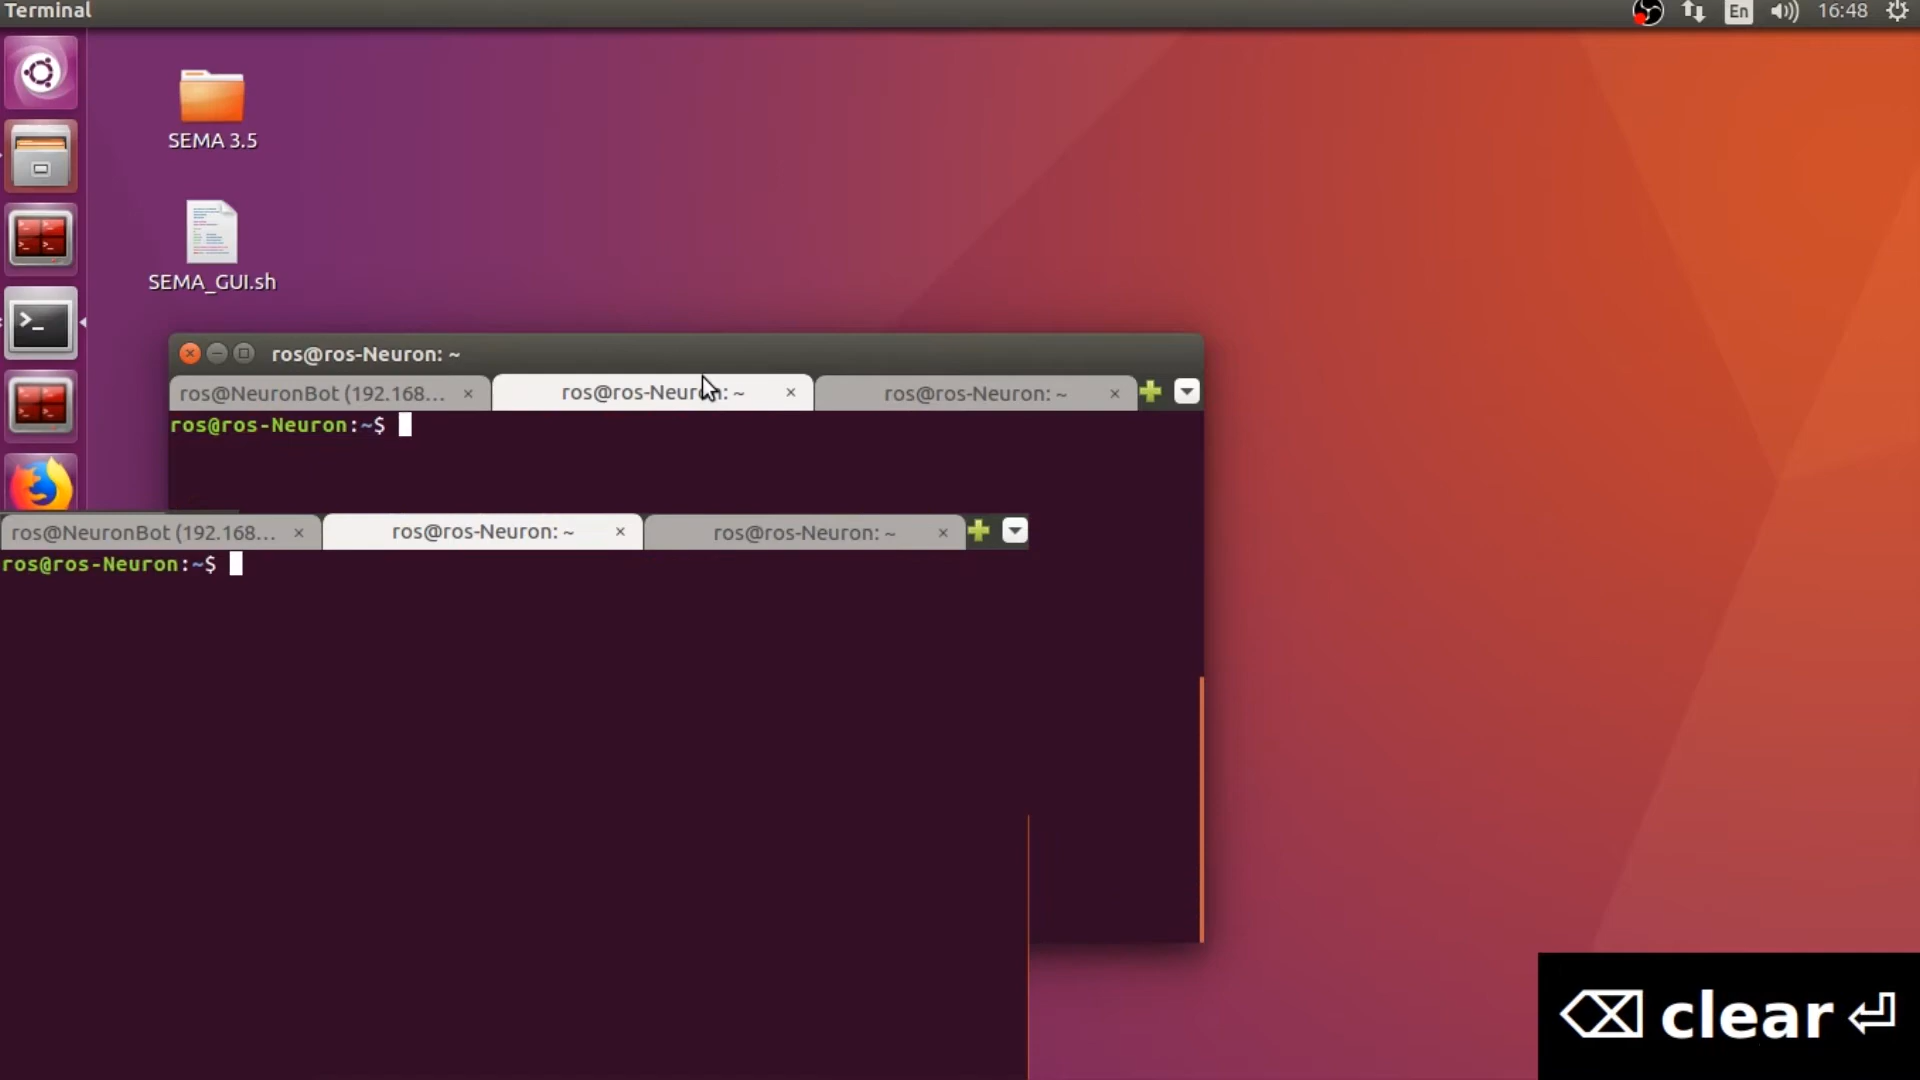 Terminal
En
16:48
SEMA 3.5
SEMA_GUI.sh
ros@ros-Neuron: ~
ros@NeuronBot (192.168... × ros@ros-Neuron: ~ × ros@ros-Neuron: ~ ×
ros@ros-Neuron:~$
ros@NeuronBot (192.168... × ros@ros-Neuron: ~ × ros@ros-Neuron: ~ ×
ros@ros-Neuron:~$
⌫ clear ⏎